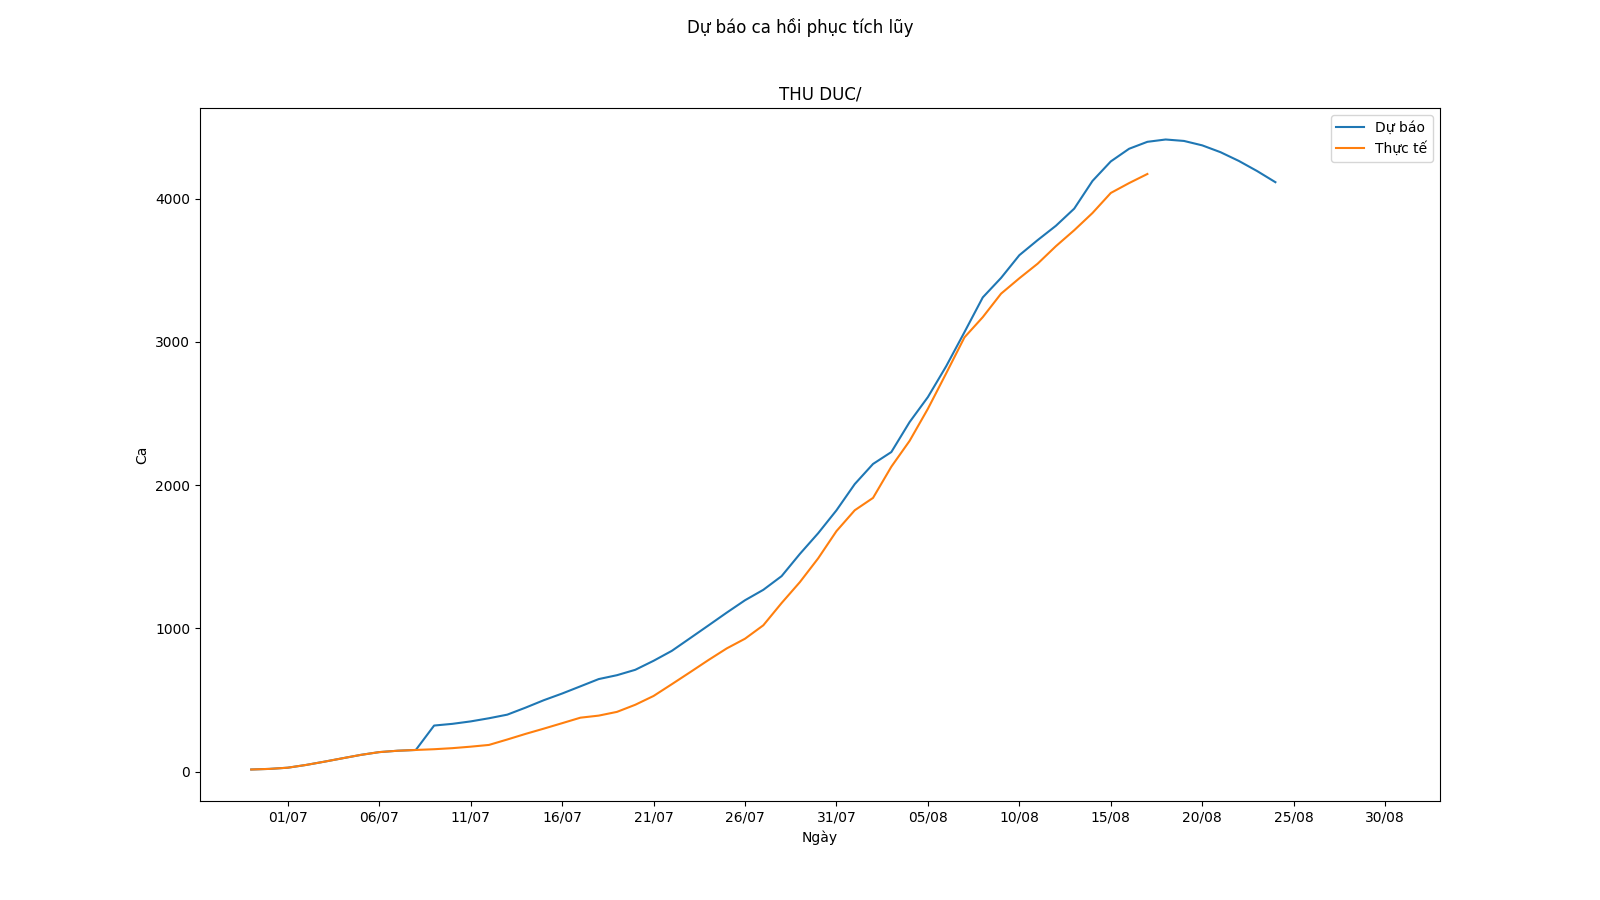 Dự báo ca hồi phục tích lũy
THU DUC/
Dự báo
Thực tế
4000
3000
2000
1000
0
Ca
01/07 06/07 11/07 16/07 21/07 26/07 31/07 05/08 10/08 15/08 20/08 25/08 30/08
Ngày